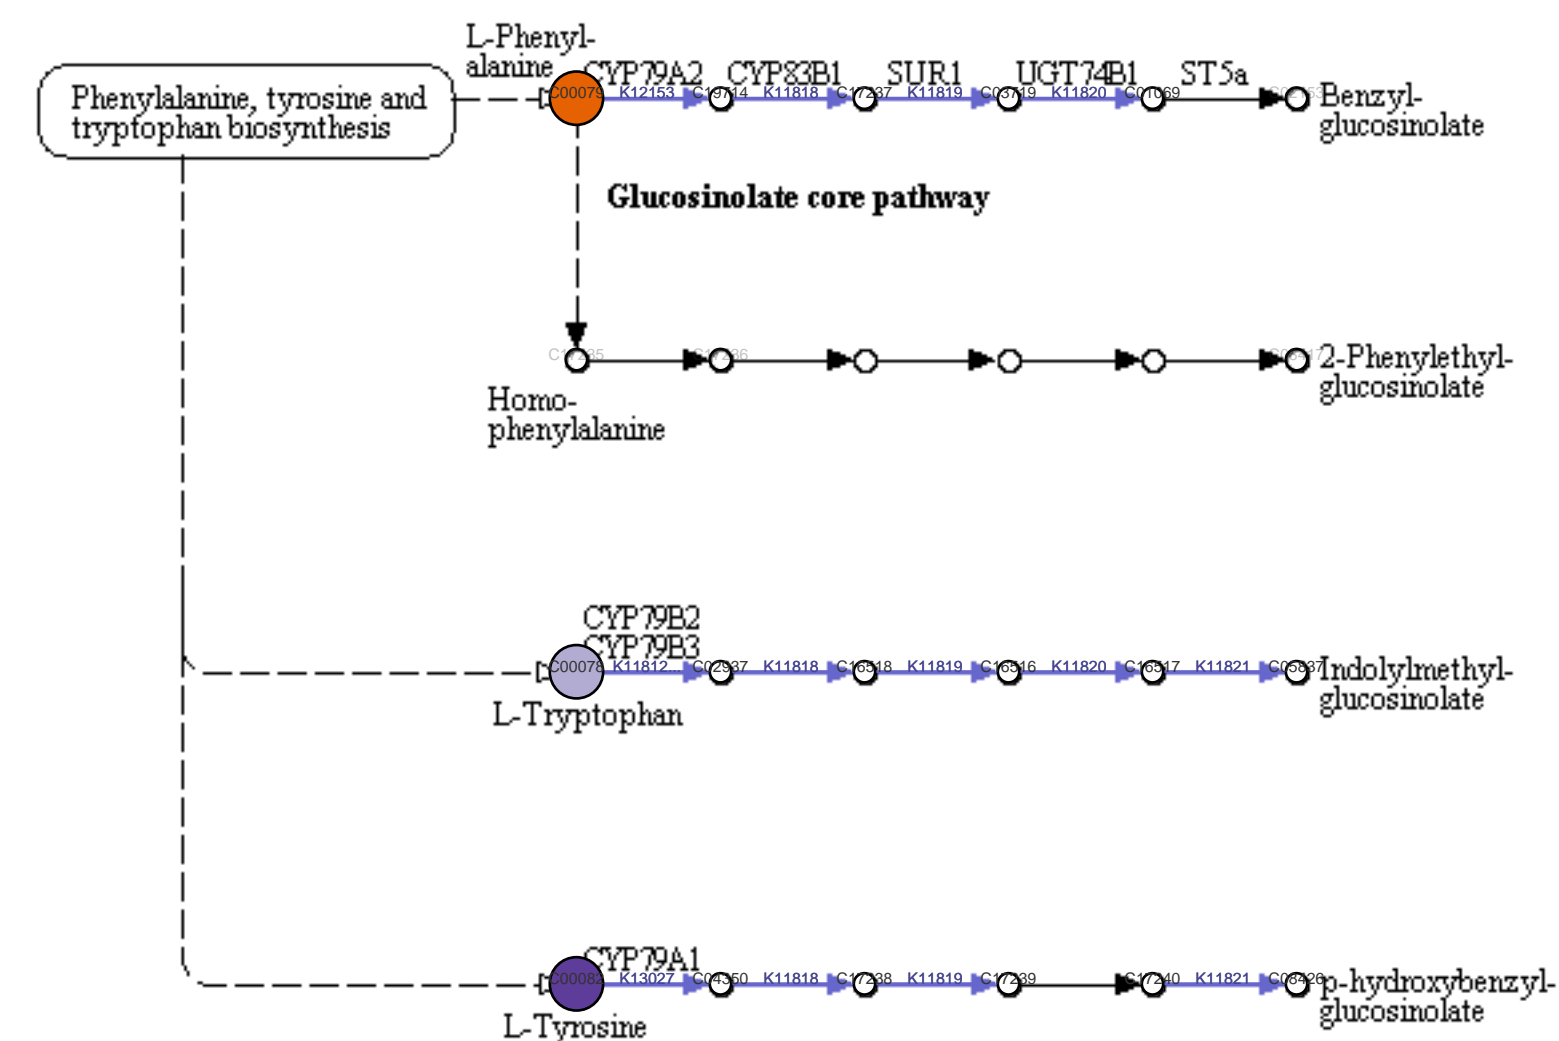 L-Phenyl-
alanine
CYP79A2 CYP83B1 SUR1 UGT74B1 ST5a
Phenylalanine, tyrosine and
tryptophan biosynthesis
C00079 K12153 C19714 K11818 C17237 K11819 C03719 K11820 C01069
Benzyl-
glucosinolate
Glucosinolate core pathway
C17235 C17236
2-Phenylethyl-
glucosinolate
Homo-
phenylalanine
CYP79B2
CYP79B3
C00078 K11812... C02937 K11818 C16518 K11819 C16516 K11820 C16517 K11821 C05837
Indolylmethyl-
glucosinolate
L-Tryptophan
CYP79A1
C00082 K13027 C04350 K11818 C17238 K11819 C17239 C17240 K11821 C08426
p-hydroxybenzyl-
glucosinolate
L-Tyrosine